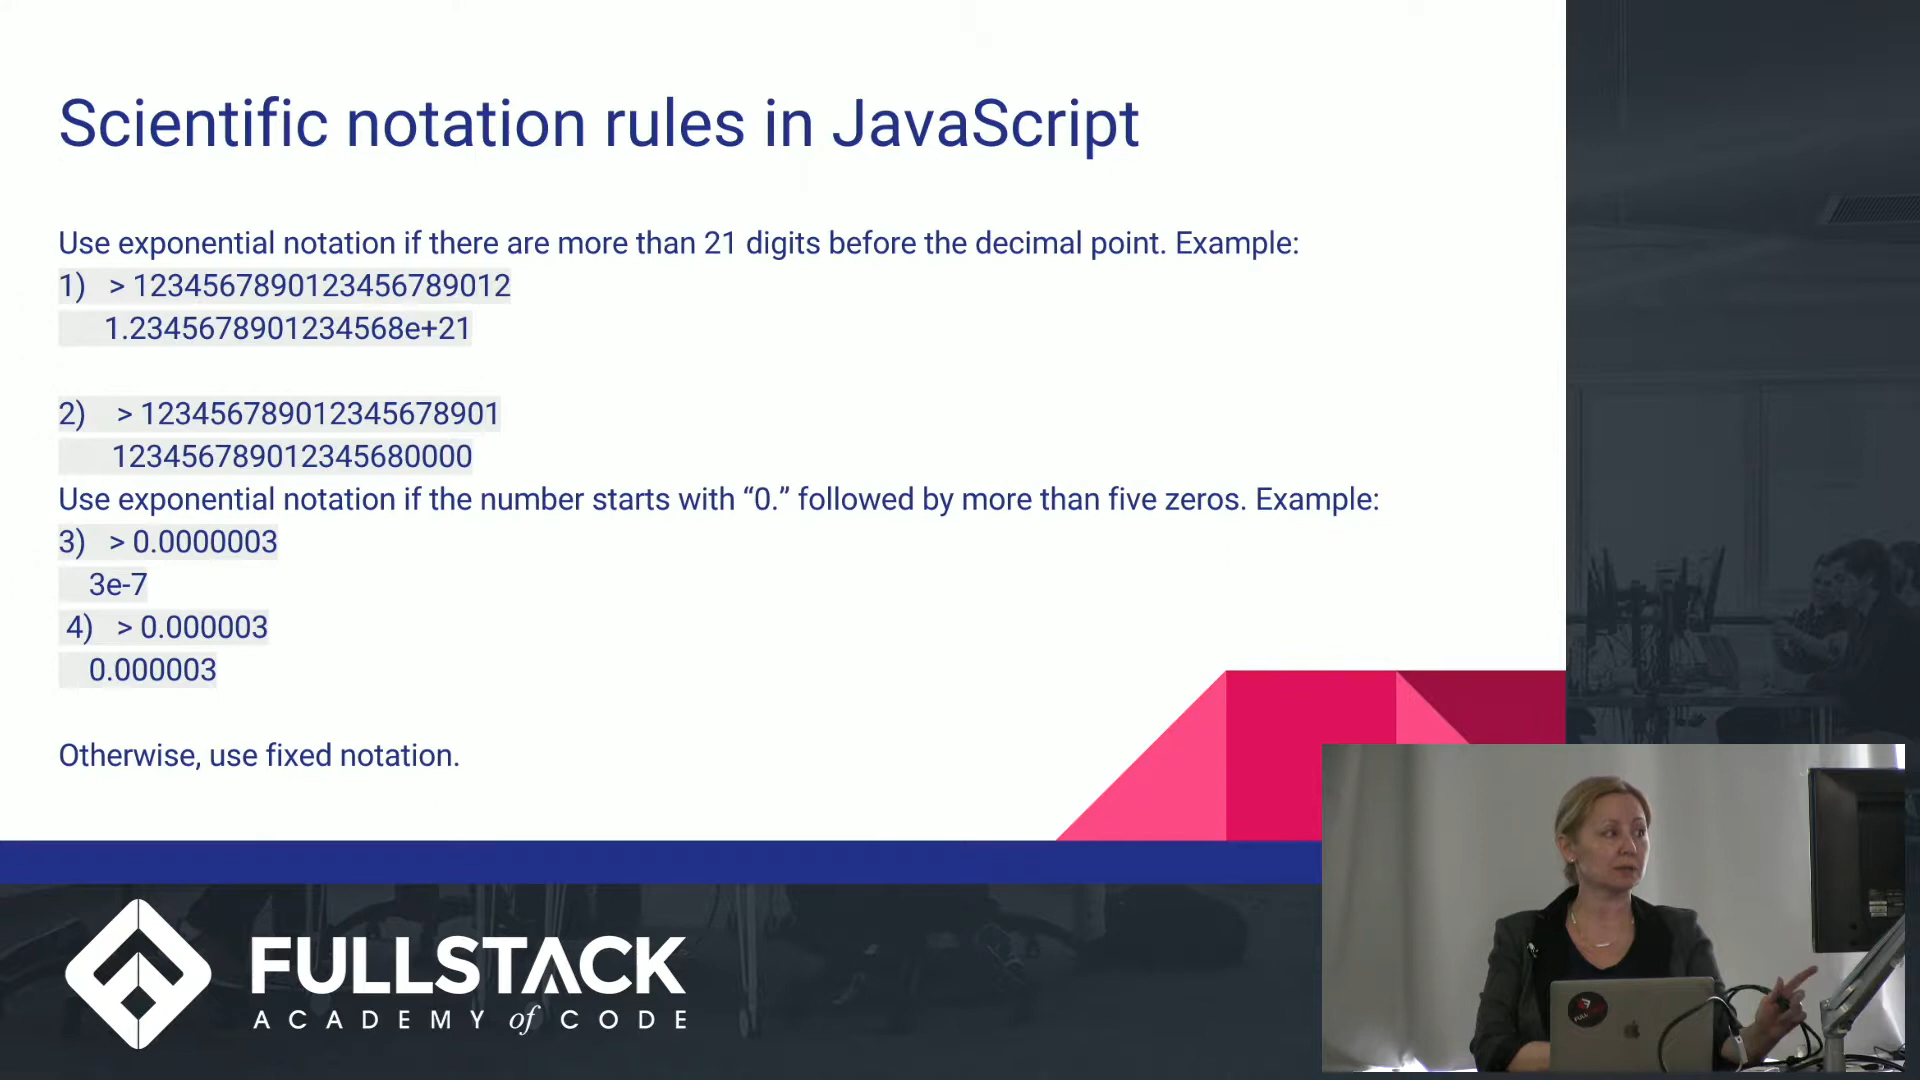 Scientific notation rules in JavaScript
Use exponential notation if there are more than 21 digits before the decimal point. Example:
1) > 1234567890123456789012
1.2345678901234568e+21
2) > 123456789012345678901
123456789012345680000
Use exponential notation if the number starts with “0.” followed by more than five zeros. Example:
3) > 0.0000003
3e-7
4) > 0.000003
0.000003
Otherwise, use fixed notation.
FULLSTACK
ACADEMY of CODE